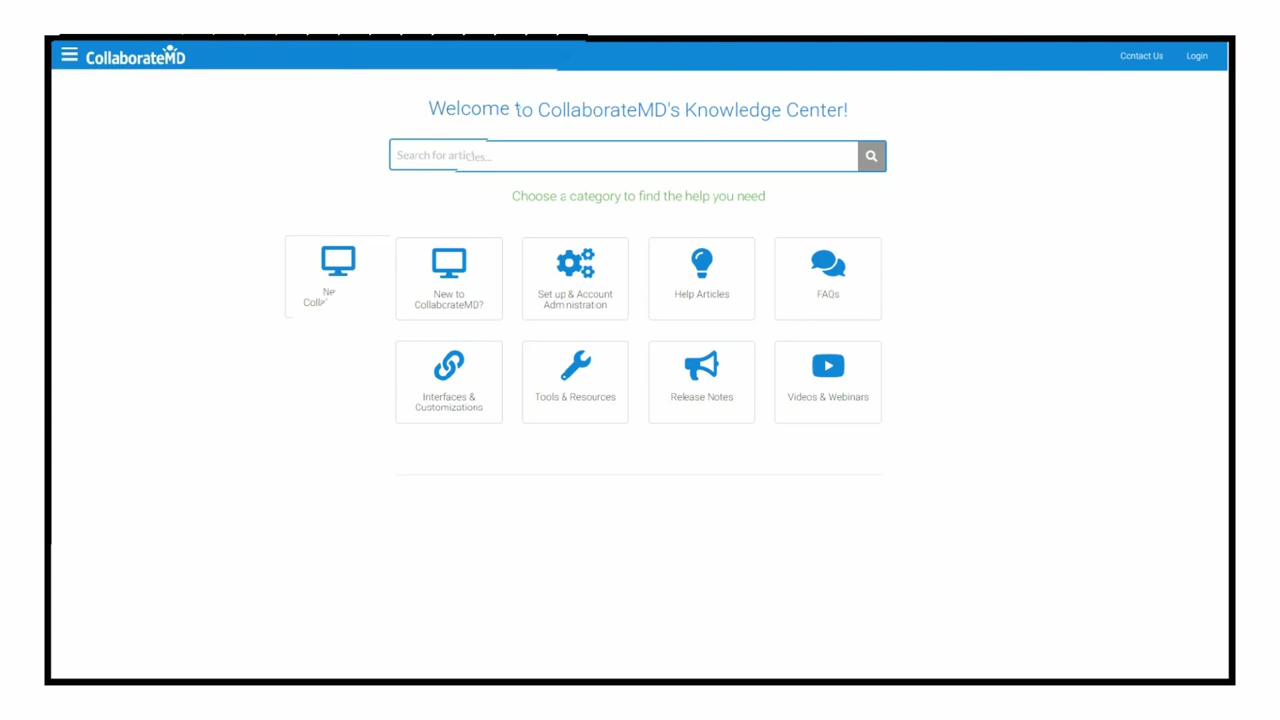 CollaborateMD
Contact Us
Login
Welcome to CollaborateMD's Knowledge Center!
Search for articles...
Choose a category to find the help you need
New to
CollaborateMD?
Set up & Account
Administration
Help Articles
FAQs
Interfaces &
Customizations
Tools & Resources
Release Notes
Videos & Webinars